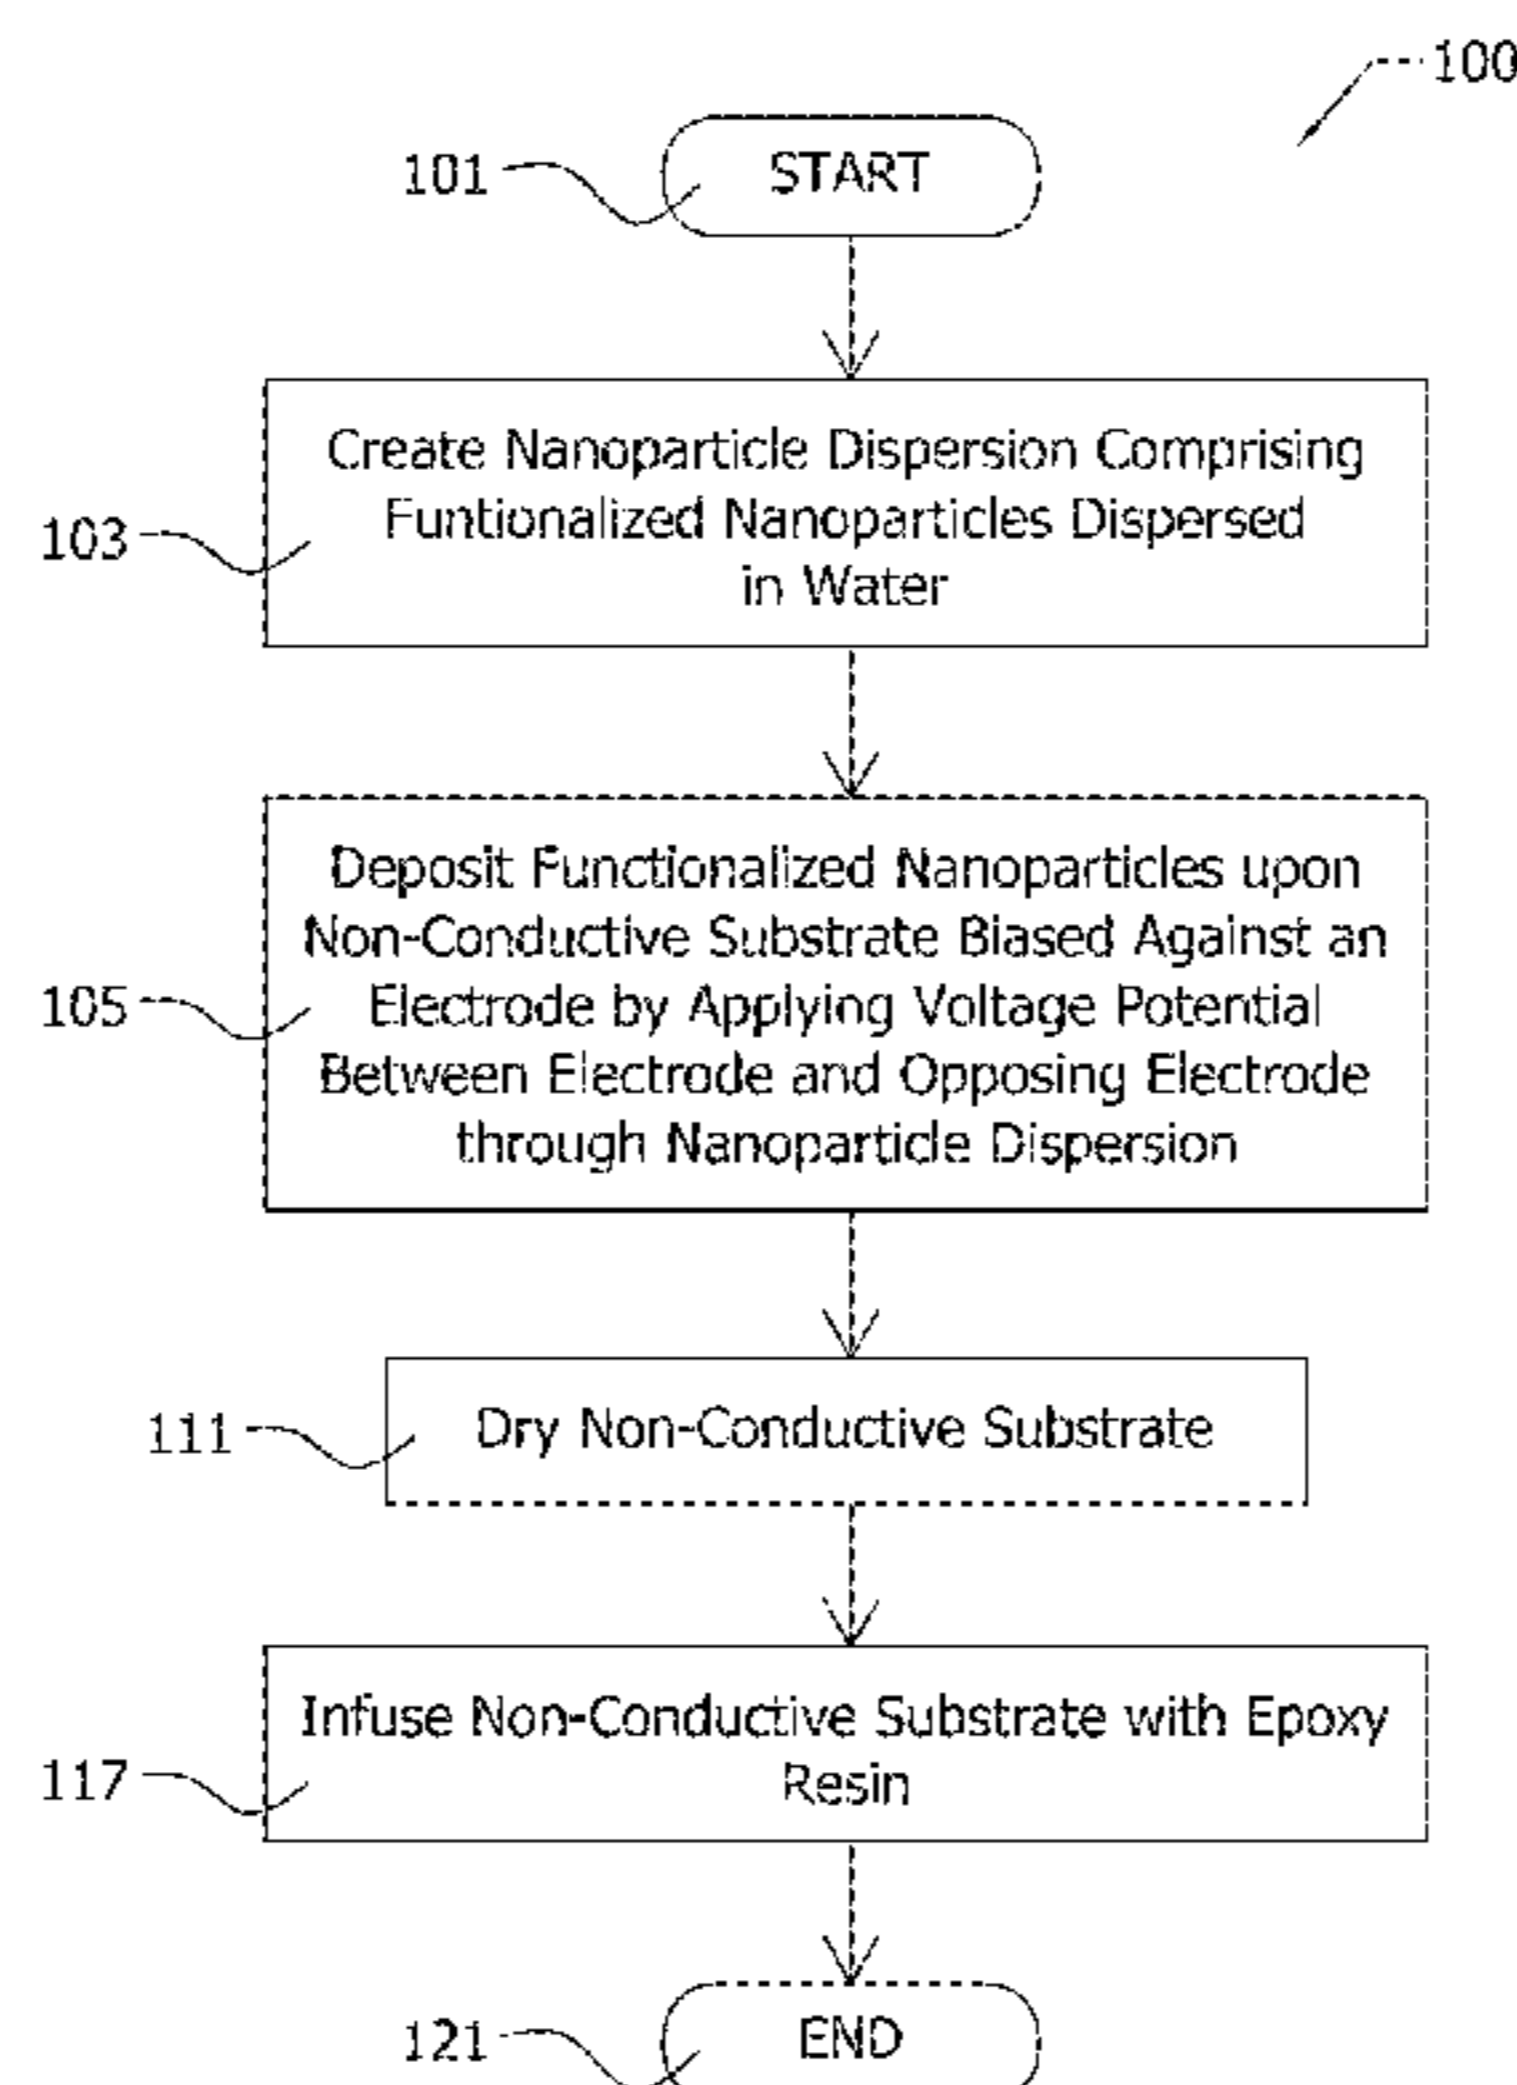 100
101
START
Create Nanoparticle Dispersion Comprising
103
Funtionalized Nanoparticles Dispersed
in Water
Deposit Functionalized Nanoparticles upon
Non-Conductive Substrate Biased Against an
105
Electrode by Applying Voltage Potential
Between Electrode and Opposing Electrode
through Nanoparticle Dispersion
111
Dry Non-Conductive Substrate
Infuse Non-Conductive Substrate with Epoxy
117
Resin
121
END